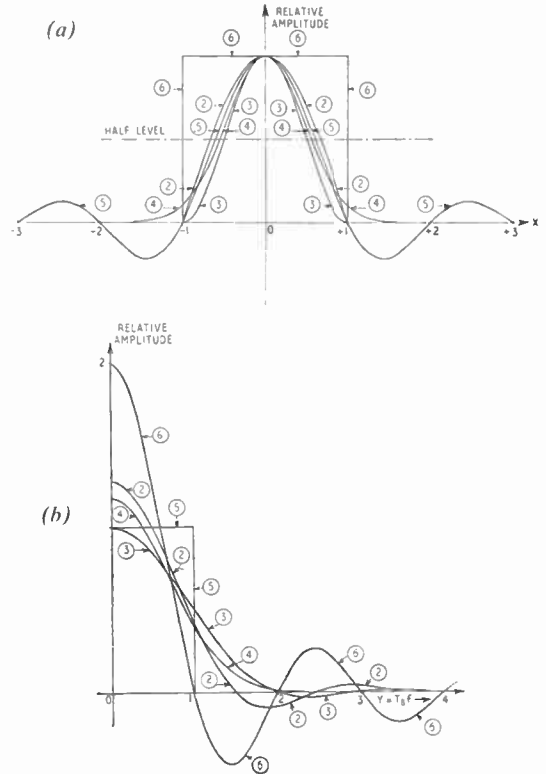 (a)
RELATIVE
AMPLITUDE
6 6
6 6
2 3 3 2
HALF LEVEL
5 4 4 5
2 2
5 4 3 3 4 5
-3 -2 -1 0 +1 +2 +3 X
(b)
RELATIVE
AMPLITUDE
2
6
2
4 5
1
3 2
5
3
4
6
2 2
0 1 2 3 Y = T₀f 4
2 3
6
6